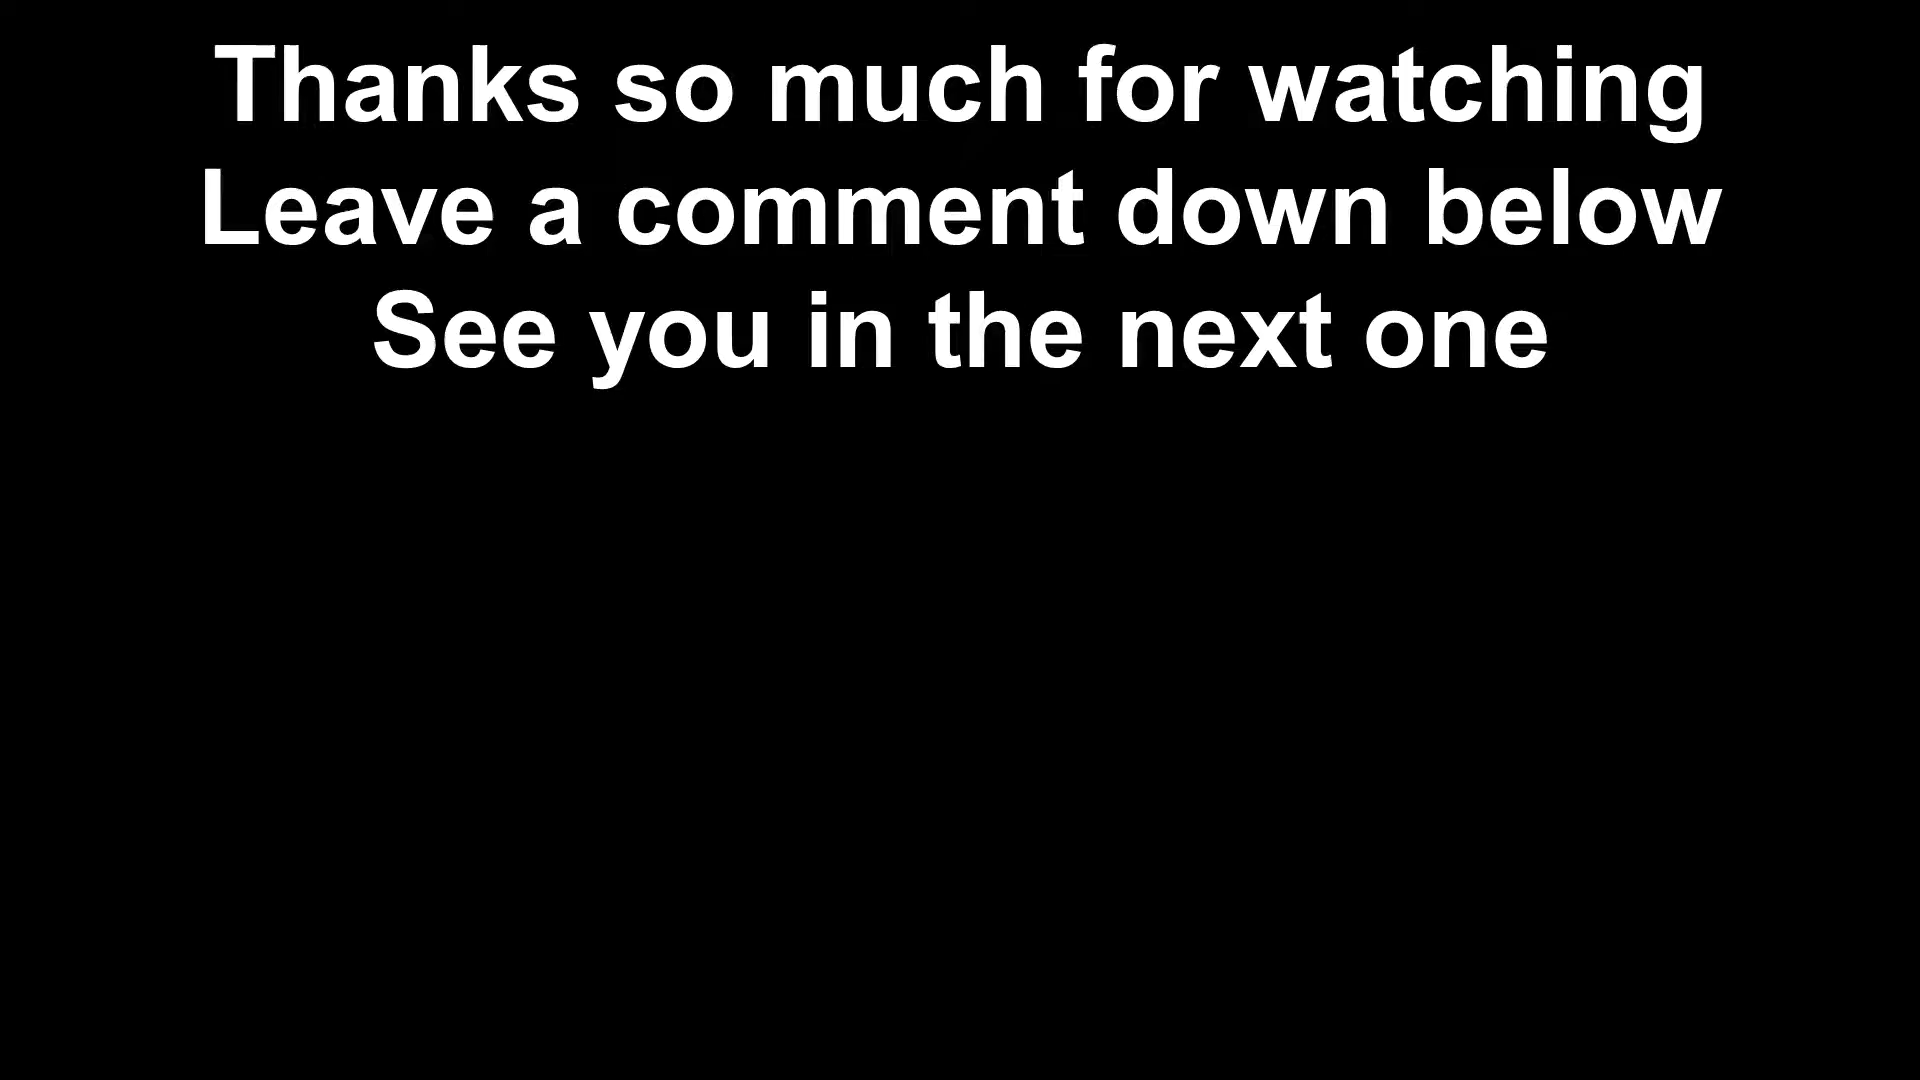 Thanks so much for watching
Leave a comment down below
See you in the next one